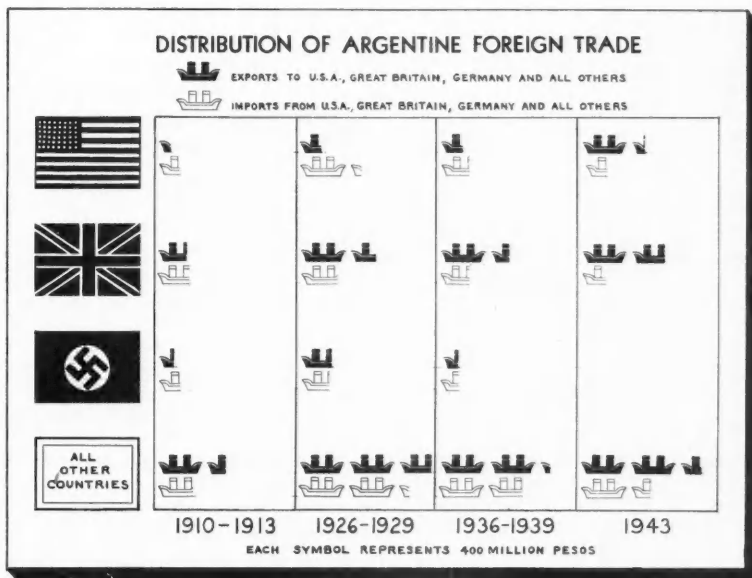 DISTRIBUTION OF ARGENTINE FOREIGN TRADE
EXPORTS TO U.S.A., GREAT BRITAIN, GERMANY AND ALL OTHERS
IMPORTS FROM U.S.A., GREAT BRITAIN, GERMANY AND ALL OTHERS
ALL
OTHER
COUNTRIES
1910-1913 1926-1929 1936-1939 1943
EACH SYMBOL REPRESENTS 400 MILLION PESOS